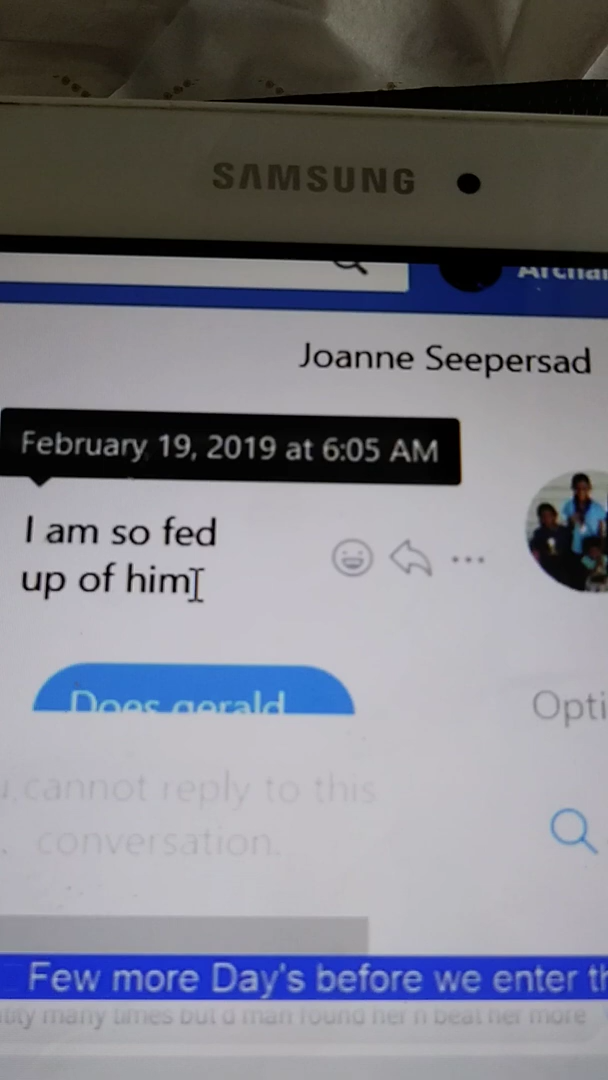 SAMSUNG
Joanne Seepersad
February 19, 2019 at 6:05 AM
I am so fed
up of him
Does gerald
Opti
cannot reply to this
conversation.
Few more Day's before we enter th
many times but d man found her n beat her more